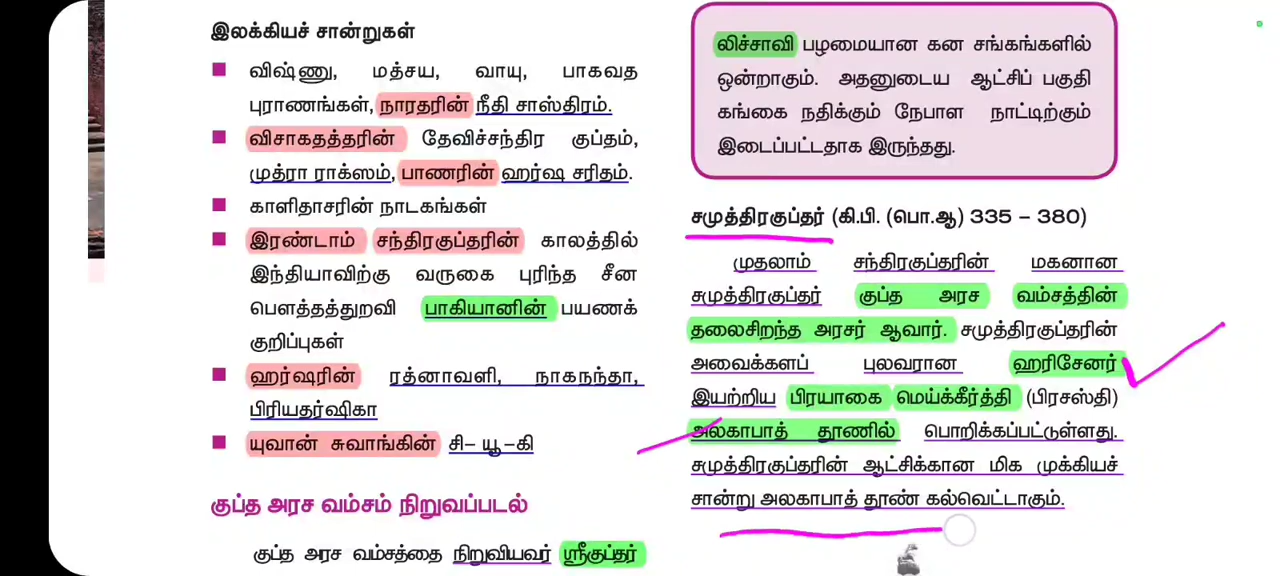 இலக்கியச் சான்றுகள்
விஷ்ணு, மத்சய, வாயு, பாகவத
புராணங்கள், நாரதரின் நீதி சாஸ்திரம்.
விசாகதத்தரின் தேவிச்சந்திர குப்தம்,
முத்ரா ராக்ஸம், பாணரின் ஹர்ஷ சரிதம்.
காளிதாசரின் நாடகங்கள்
இரண்டாம் சந்திரகுப்தரின் காலத்தில்
இந்தியாவிற்கு வருகை புரிந்த சீன
பௌத்தத்துறவி பாகியானின் பயணக்
குறிப்புகள்
ஹர்ஷரின் ரத்னாவளி, நாகநந்தா,
பிரியதர்ஷிகா
யுவான் சுவாங்கின் சி– யூ –கி
குப்த அரச வம்சம் நிறுவப்படல்
குப்த அரச வம்சத்தை நிறுவியவர் ஸ்ரீகுப்தர்
லிச்சாவி பழமையான கன சங்கங்களில்
ஒன்றாகும். அதனுடைய ஆட்சிப் பகுதி
கங்கை நதிக்கும் நேபாள நாட்டிற்கும்
இடைப்பட்டதாக இருந்தது.
சமுத்திரகுப்தர் (கி.பி. (பொ.ஆ) 335 – 380)
முதலாம் சந்திரகுப்தரின் மகனான
சமுத்திரகுப்தர் குப்த அரச வம்சத்தின்
தலைசிறந்த அரசர் ஆவார். சமுத்திரகுப்தரின்
அவைக்களப் புலவரான ஹரிசேனர்
இயற்றிய பிரயாகை மெய்க்கீர்த்தி (பிரசஸ்தி)
அலகாபாத் தூணில் பொறிக்கப்பட்டுள்ளது.
சமுத்திரகுப்தரின் ஆட்சிக்கான மிக முக்கியச்
சான்று அலகாபாத் தூண் கல்வெட்டாகும்.